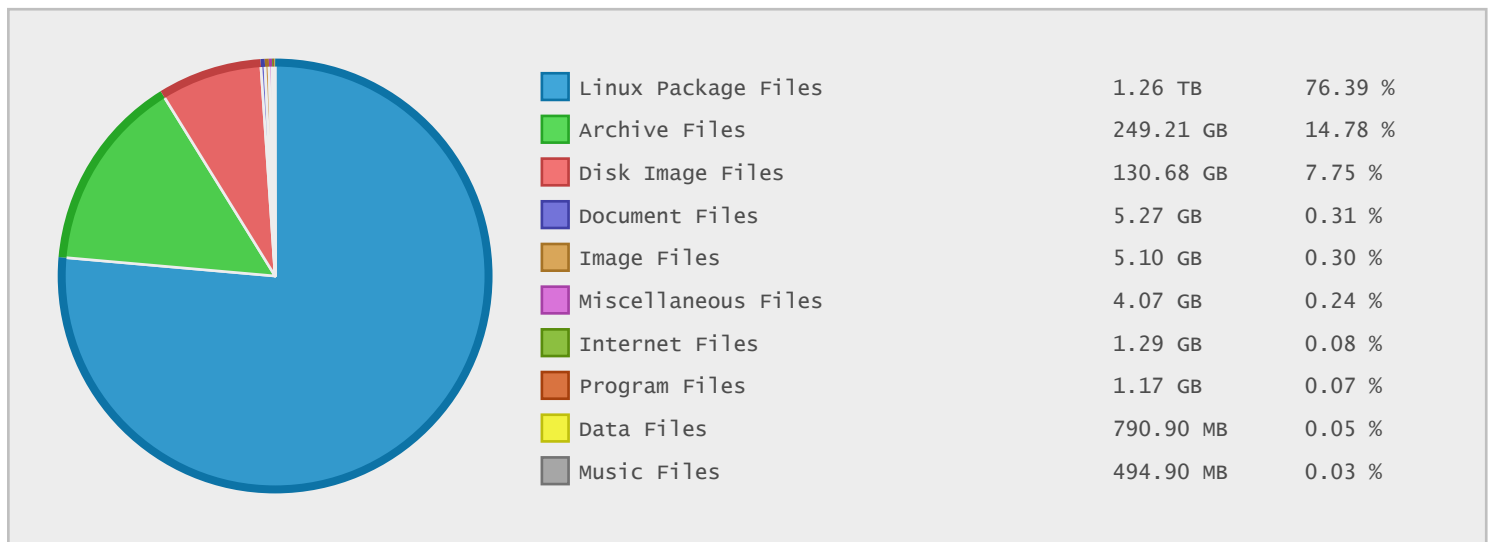 Linux Package Files 1.26 TB 76.39 %
Archive Files 249.21 GB 14.78 %
Disk Image Files 130.68 GB 7.75 %
Document Files 5.27 GB 0.31 %
Image Files 5.10 GB 0.30 %
Miscellaneous Files 4.07 GB 0.24 %
Internet Files 1.29 GB 0.08 %
Program Files 1.17 GB 0.07 %
Data Files 790.90 MB 0.05 %
Music Files 494.90 MB 0.03 %